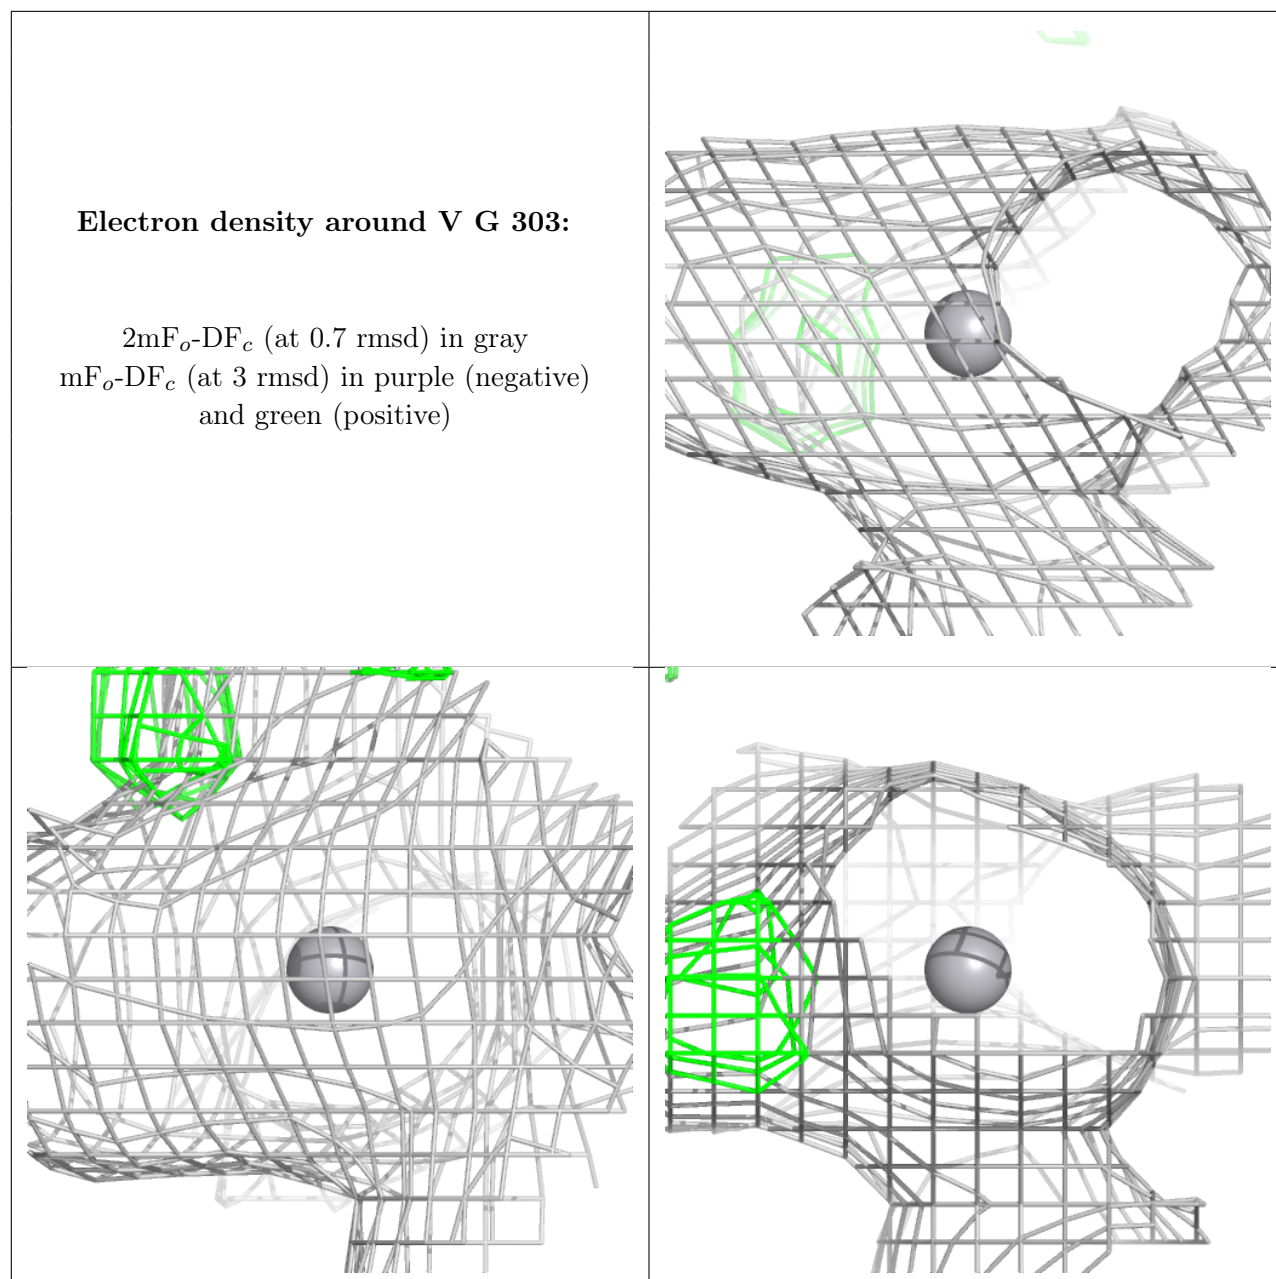 Electron density around V G 303:
2mFₒ-DF𝑐 (at 0.7 rmsd) in gray
mFₒ-DF𝑐 (at 3 rmsd) in purple (negative)
and green (positive)